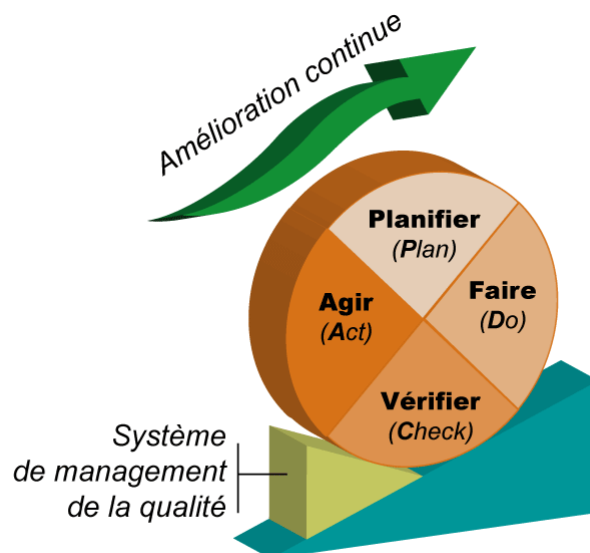 Amélioration continue
Planifier
(Plan)
Faire
(Do)
Vérifier
(Check)
Agir
(Act)
Système
de management
de la qualité